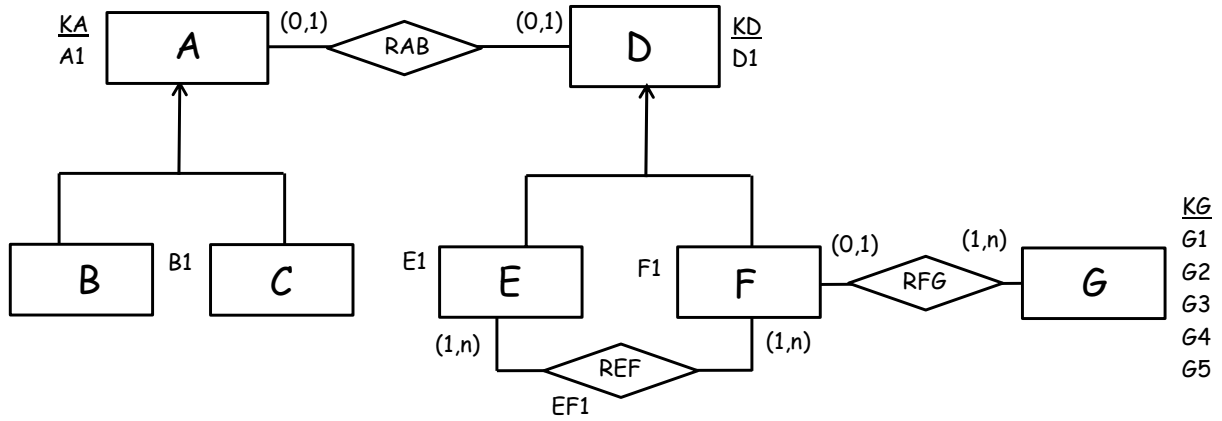 KA
A1
A
(0,1)
RAB
(0,1)
D
KD
D1
B
B1
C
E1
E
F1
F
(0,1)
RFG
(1,n)
G
KG
G1
G2
G3
G4
G5
(1,n)
REF
(1,n)
EF1